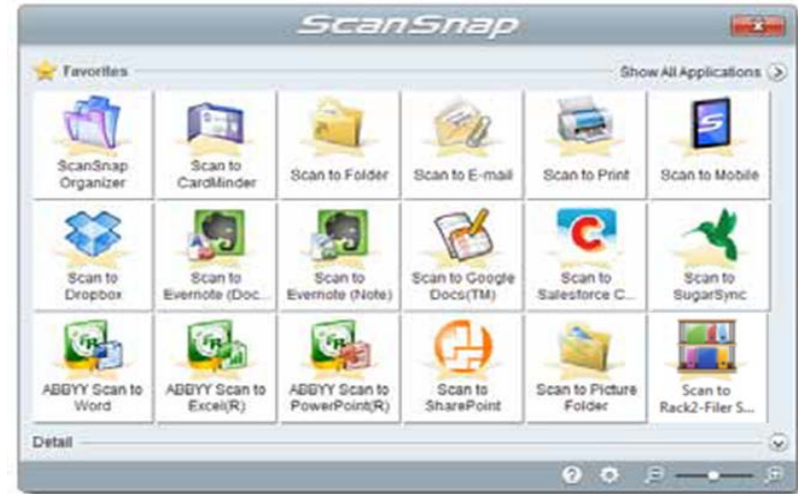 ScanSnap
Favorites
Show All Applications
ScanSnap
Organizer
Scan to
CardMinder
Scan to Folder
Scan to E-mail
Scan to Print
Scan to Mobile
Scan to
Dropbox
Scan to
Evernote (Doc...
Scan to
Evernote (Note)
Scan to Google
Docs(TM)
Scan to
Salesforce C...
Scan to
SugarSync
ABBYY Scan to
Word
ABBYY Scan to
Excel(R)
ABBYY Scan to
PowerPoint(R)
Scan to
SharePoint
Scan to Picture
Folder
Scan to
Rack2-Filer S...
Detail